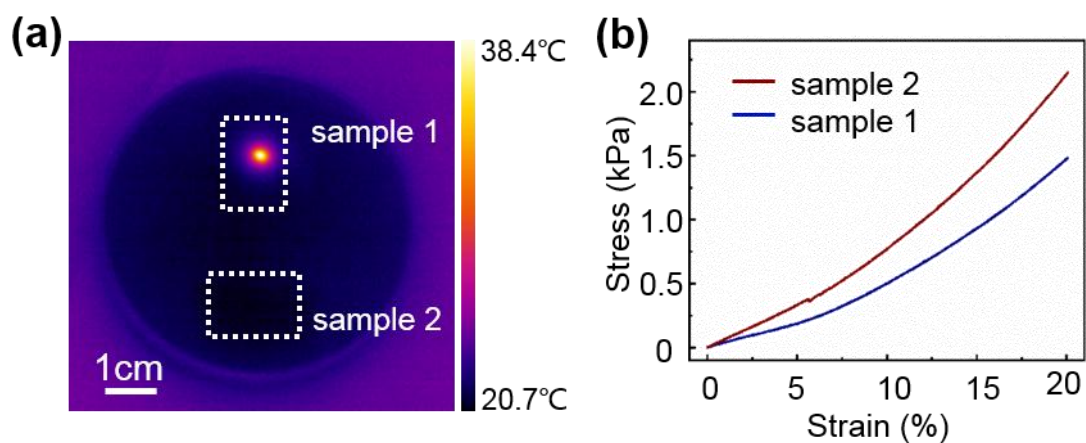 (a)
38.4℃
sample 1
sample 2
1cm
20.7℃
(b)
sample 2
sample 1
Stress (kPa)
2.0
1.5
1.0
0.5
0
0 5 10 15 20
Strain (%)